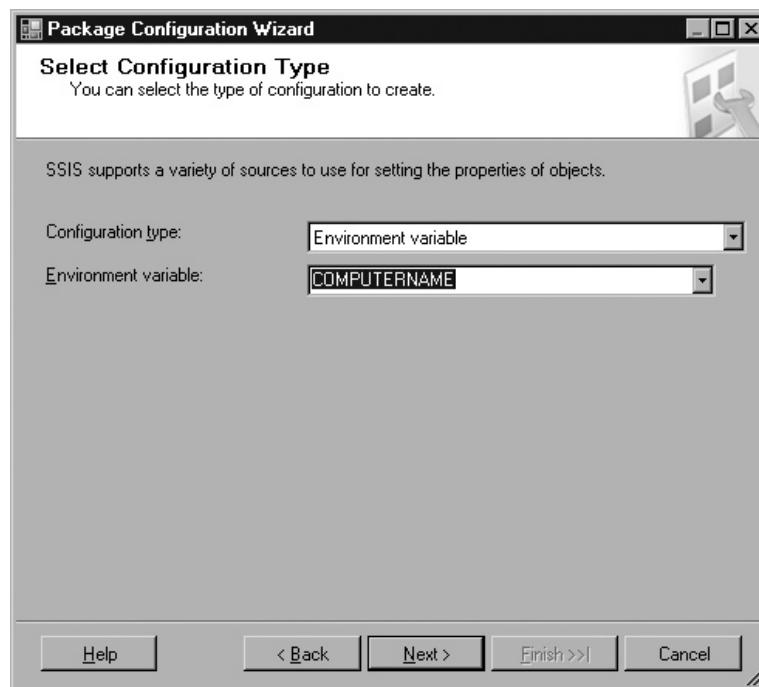 Package Configuration Wizard
Select Configuration Type
You can select the type of configuration to create.
SSIS supports a variety of sources to use for setting the properties of objects.
Configuration type: Environment variable
Environment variable: COMPUTERNAME
Help < Back Next > Finish >>| Cancel